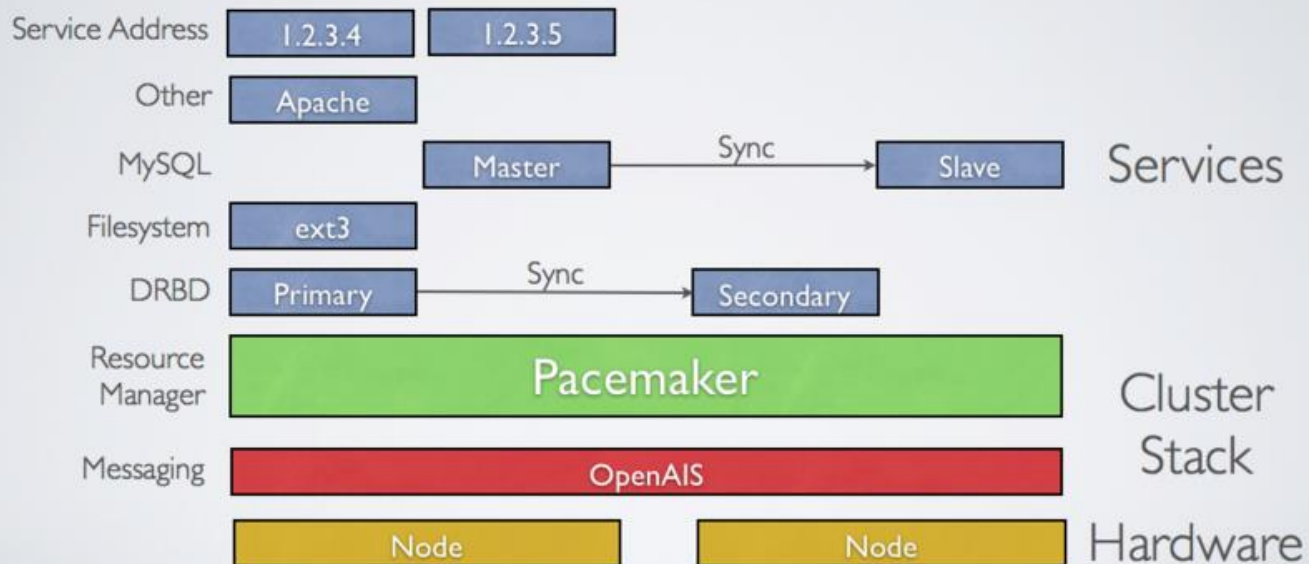 Service Address 1.2.3.4 1.2.3.5
Other Apache
MySQL Master Sync Slave Services
Filesystem ext3
DRBD Primary Sync Secondary
Resource
Manager
Pacemaker
Cluster
Stack
Messaging OpenAIS
Node Node Hardware